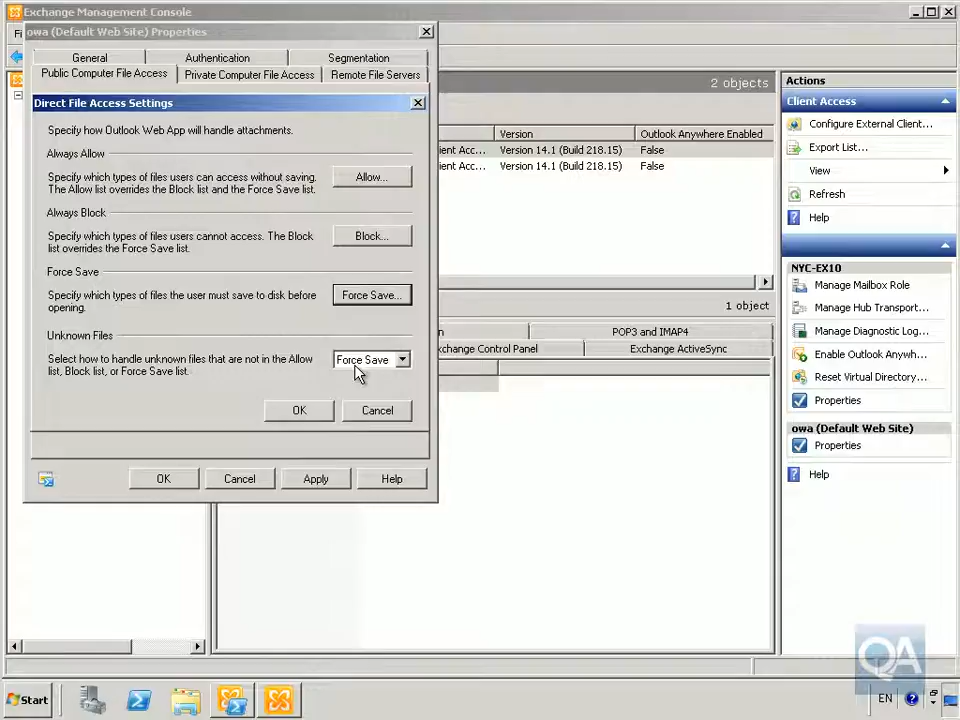 Exchange Management Console
owa (Default Web Site) Properties
General
Authentication
Segmentation
Public Computer File Access
Private Computer File Access
Remote File Servers
Direct File Access Settings
Specify how Outlook Web App will handle attachments.
Always Allow
Specify which types of files users can access without saving.
The Allow list overrides the Block list and the Force Save list.
Allow...
Always Block
Specify which types of files users cannot access. The Block
list overrides the Force Save list.
Block...
Force Save
Specify which types of files the user must save to disk before
opening.
Force Save...
Unknown Files
Select how to handle unknown files that are not in the Allow
list, Block list, or Force Save list.
Force Save
OK
Cancel
OK
Cancel
Apply
Help
2 objects
Version
Outlook Anywhere Enabled
ient Acc...
Version 14.1 (Build 218.15)
False
ient Acc...
Version 14.1 (Build 218.15)
False
1 object
POP3 and IMAP4
xchange Control Panel
Exchange ActiveSync
Actions
Client Access
Configure External Client...
Export List...
View
Refresh
Help
NYC-EX10
Manage Mailbox Role
Manage Hub Transport...
Manage Diagnostic Log...
Enable Outlook Anywh...
Reset Virtual Directory...
Properties
owa (Default Web Site)
Properties
Help
QA
Start
EN